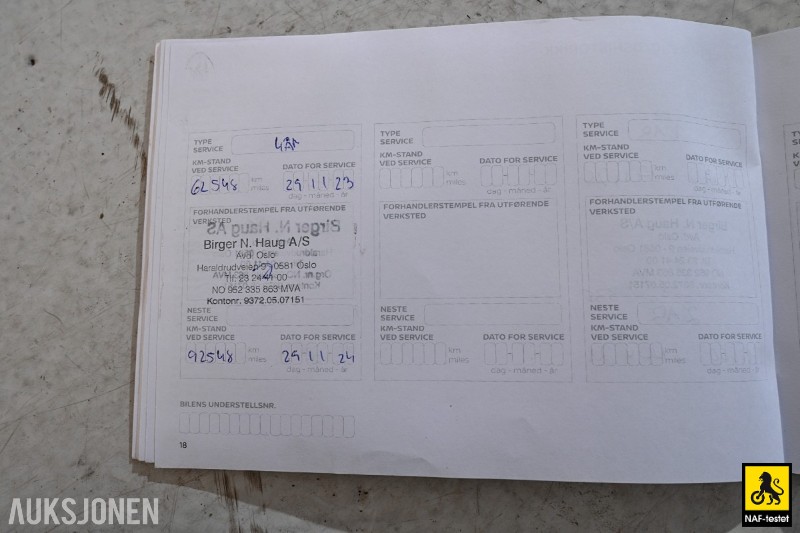 TYPE SERVICE 4ÅR
KM-STAND VED SERVICE DATO FOR SERVICE
62548 km miles 29 11 23
dag - måned - år
FORHANDLERSTEMPEL FRA UTFØRENDE VERKSTED
Birger N. Haug A/S
Avd. Oslo
Haraldrudveien 0581 Oslo
Tlf. 23 24 41 00
NO 952 335 863 MVA
Kontonr. 9372.05.07151
NESTE SERVICE
KM-STAND VED SERVICE DATO FOR SERVICE
92548 km miles 29 11 24
dag - måned - år
BILENS UNDERSTELLSNR.
18
TYPE SERVICE
KM-STAND VED SERVICE DATO FOR SERVICE
km miles
dag - måned - år
FORHANDLERSTEMPEL FRA UTFØRENDE VERKSTED
NESTE SERVICE
KM-STAND VED SERVICE DATO FOR SERVICE
km miles
dag - måned - år
TYPE SERVICE
KM-STAND VED SERVICE DATO FOR SERVICE
km miles
dag - måned - år
FORHANDLERSTEMPEL FRA UTFØRENDE VERKSTED
NESTE SERVICE
KM-STAND VED SERVICE DATO FOR SERVICE
km miles
dag - måned - år
AUKSJONEN
NAF-testet